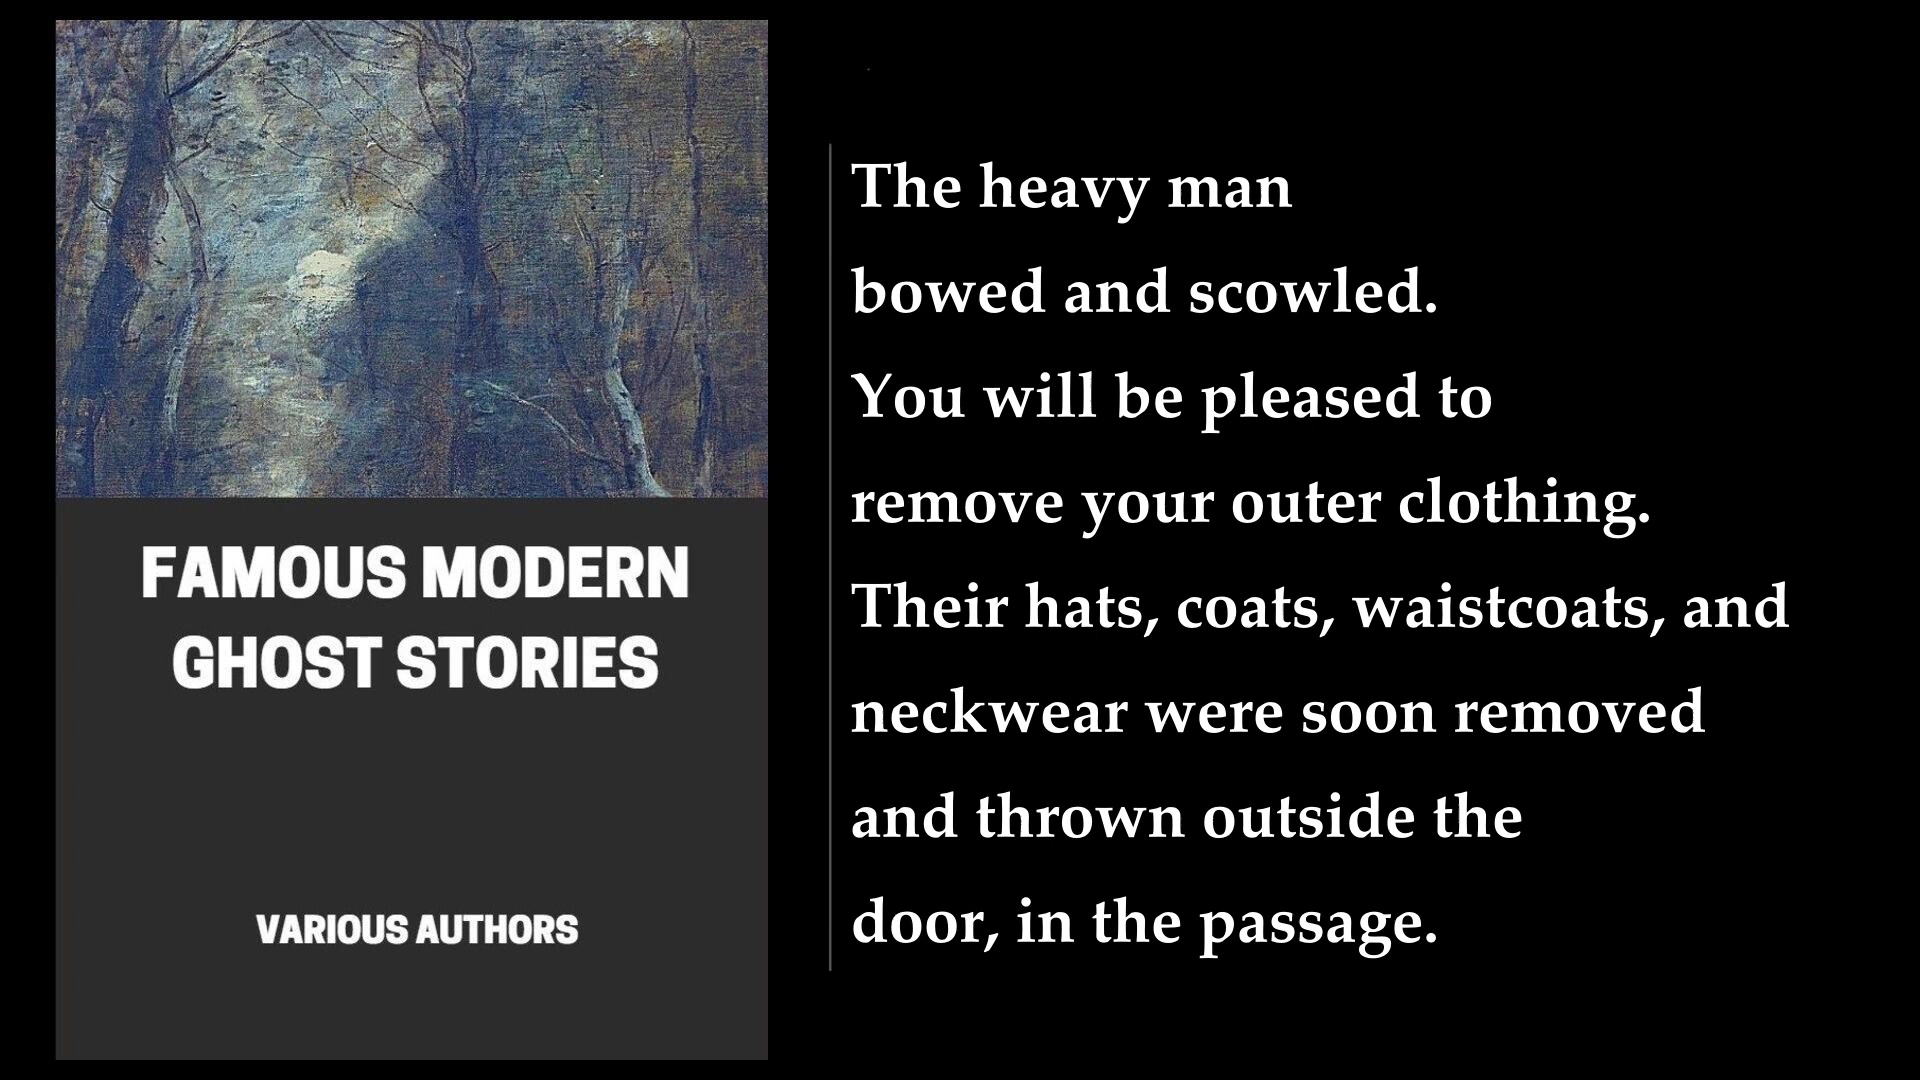 FAMOUS MODERN
GHOST STORIES
VARIOUS AUTHORS
The heavy man
bowed and scowled.
You will be pleased to
remove your outer clothing.
Their hats, coats, waistcoats, and
neckwear were soon removed
and thrown outside the
door, in the passage.